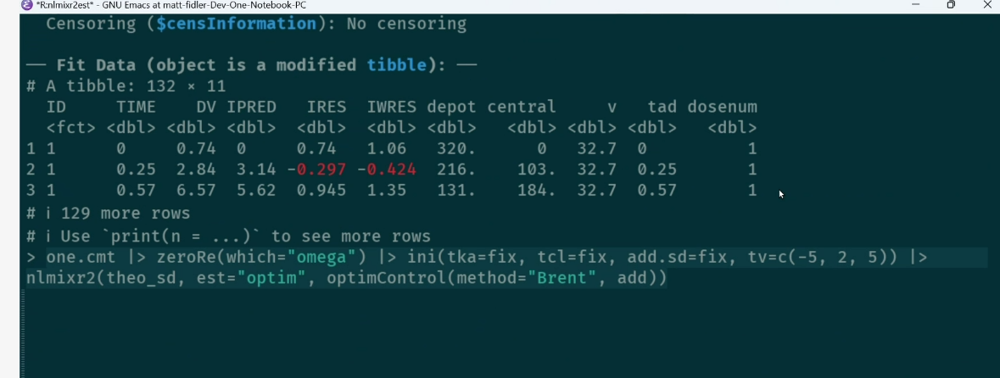 *R:nlmixr2est* - GNU Emacs at matt-fidler-Dev-One-Notebook-PC
Censoring ($censInformation): No censoring
── Fit Data (object is a modified tibble): ──
# A tibble: 132 × 11
ID TIME DV IPRED IRES IWRES depot central v tad dosenum
<fct> <dbl> <dbl> <dbl> <dbl> <dbl> <dbl> <dbl> <dbl> <dbl> <dbl>
1 1 0 0.74 0 0.74 1.06 320. 0 32.7 0 1
2 1 0.25 2.84 3.14 -0.297 -0.424 216. 103. 32.7 0.25 1
3 1 0.57 6.57 5.62 0.945 1.35 131. 184. 32.7 0.57 1
# ℹ 129 more rows
# ℹ Use `print(n = ...)` to see more rows
> one.cmt |> zeroRe(which="omega") |> ini(tka=fix, tcl=fix, add.sd=fix, tv=c(-5, 2, 5)) |>
nlmixr2(theo_sd, est="optim", optimControl(method="Brent", add))